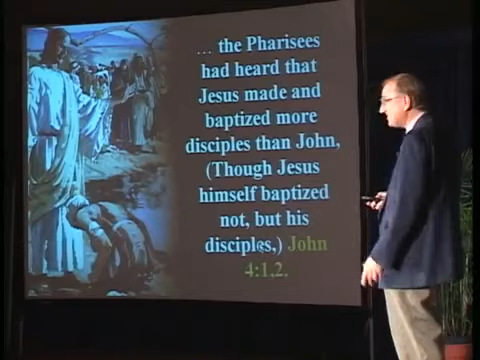 ... the Pharisees
had heard that
Jesus made and
baptized more
disciples than John,
(Though Jesus
himself baptized
not, but his
disciples,) John
4:1,2.